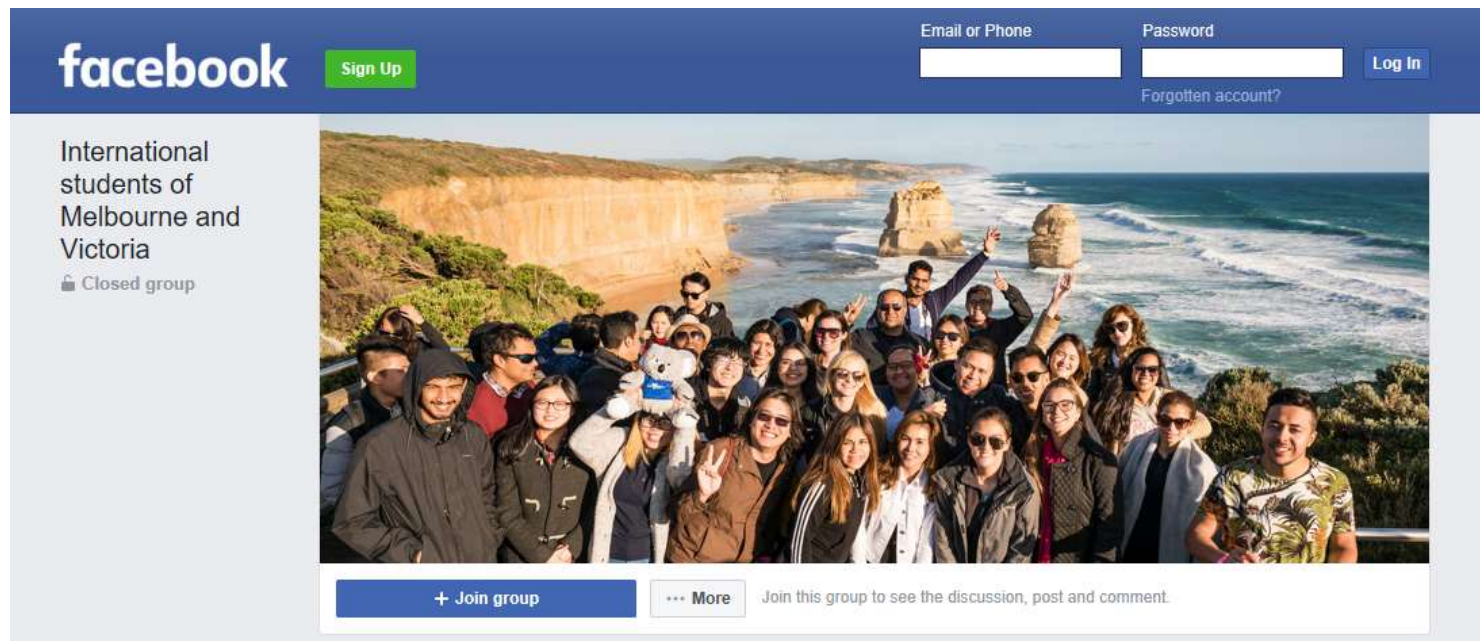 facebook
Sign Up
Email or Phone
Password
Log In
Forgotten account?
International
students of
Melbourne and
Victoria
Closed group
+ Join group
••• More
Join this group to see the discussion, post and comment.